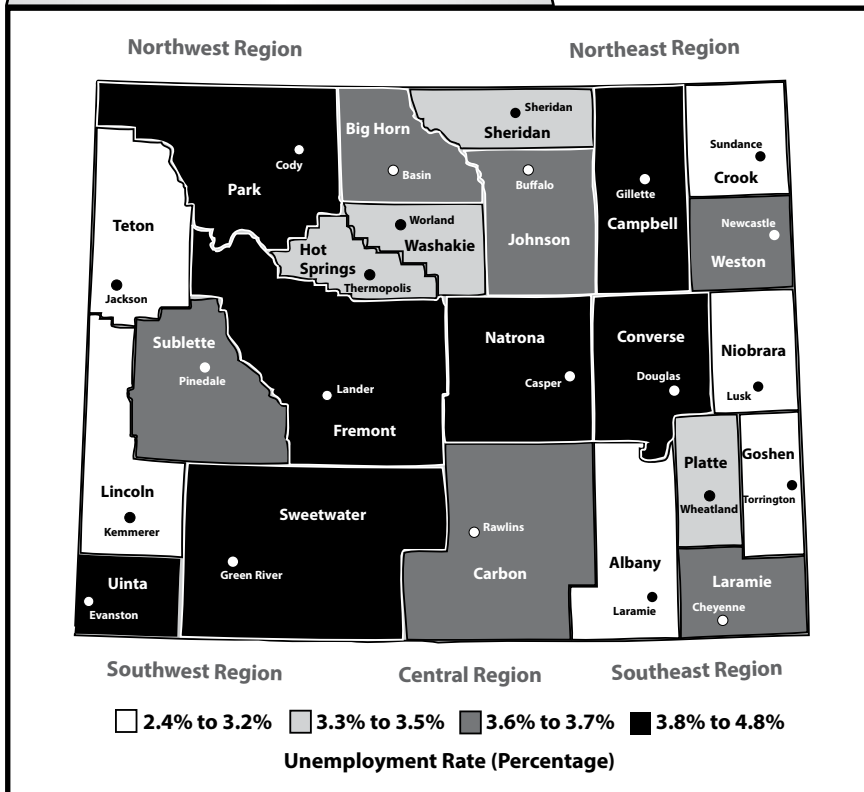 Northwest Region
Northeast Region
Sheridan
Sheridan
Big Horn
Basin
Cody
Park
Buffalo
Johnson
Gillette
Campbell
Sundance
Crook
Newcastle
Weston
Teton
Jackson
Worland
Washakie
Hot
Springs
Thermopolis
Sublette
Pinedale
Lander
Fremont
Natrona
Casper
Converse
Douglas
Niobrara
Lusk
Lincoln
Kemmerer
Sweetwater
Green River
Rawlins
Carbon
Platte
Wheatland
Goshen
Torrington
Uinta
Evanston
Albany
Laramie
Laramie
Cheyenne
Southwest Region
Central Region
Southeast Region
2.4% to 3.2%
3.3% to 3.5%
3.6% to 3.7%
3.8% to 4.8%
Unemployment Rate (Percentage)